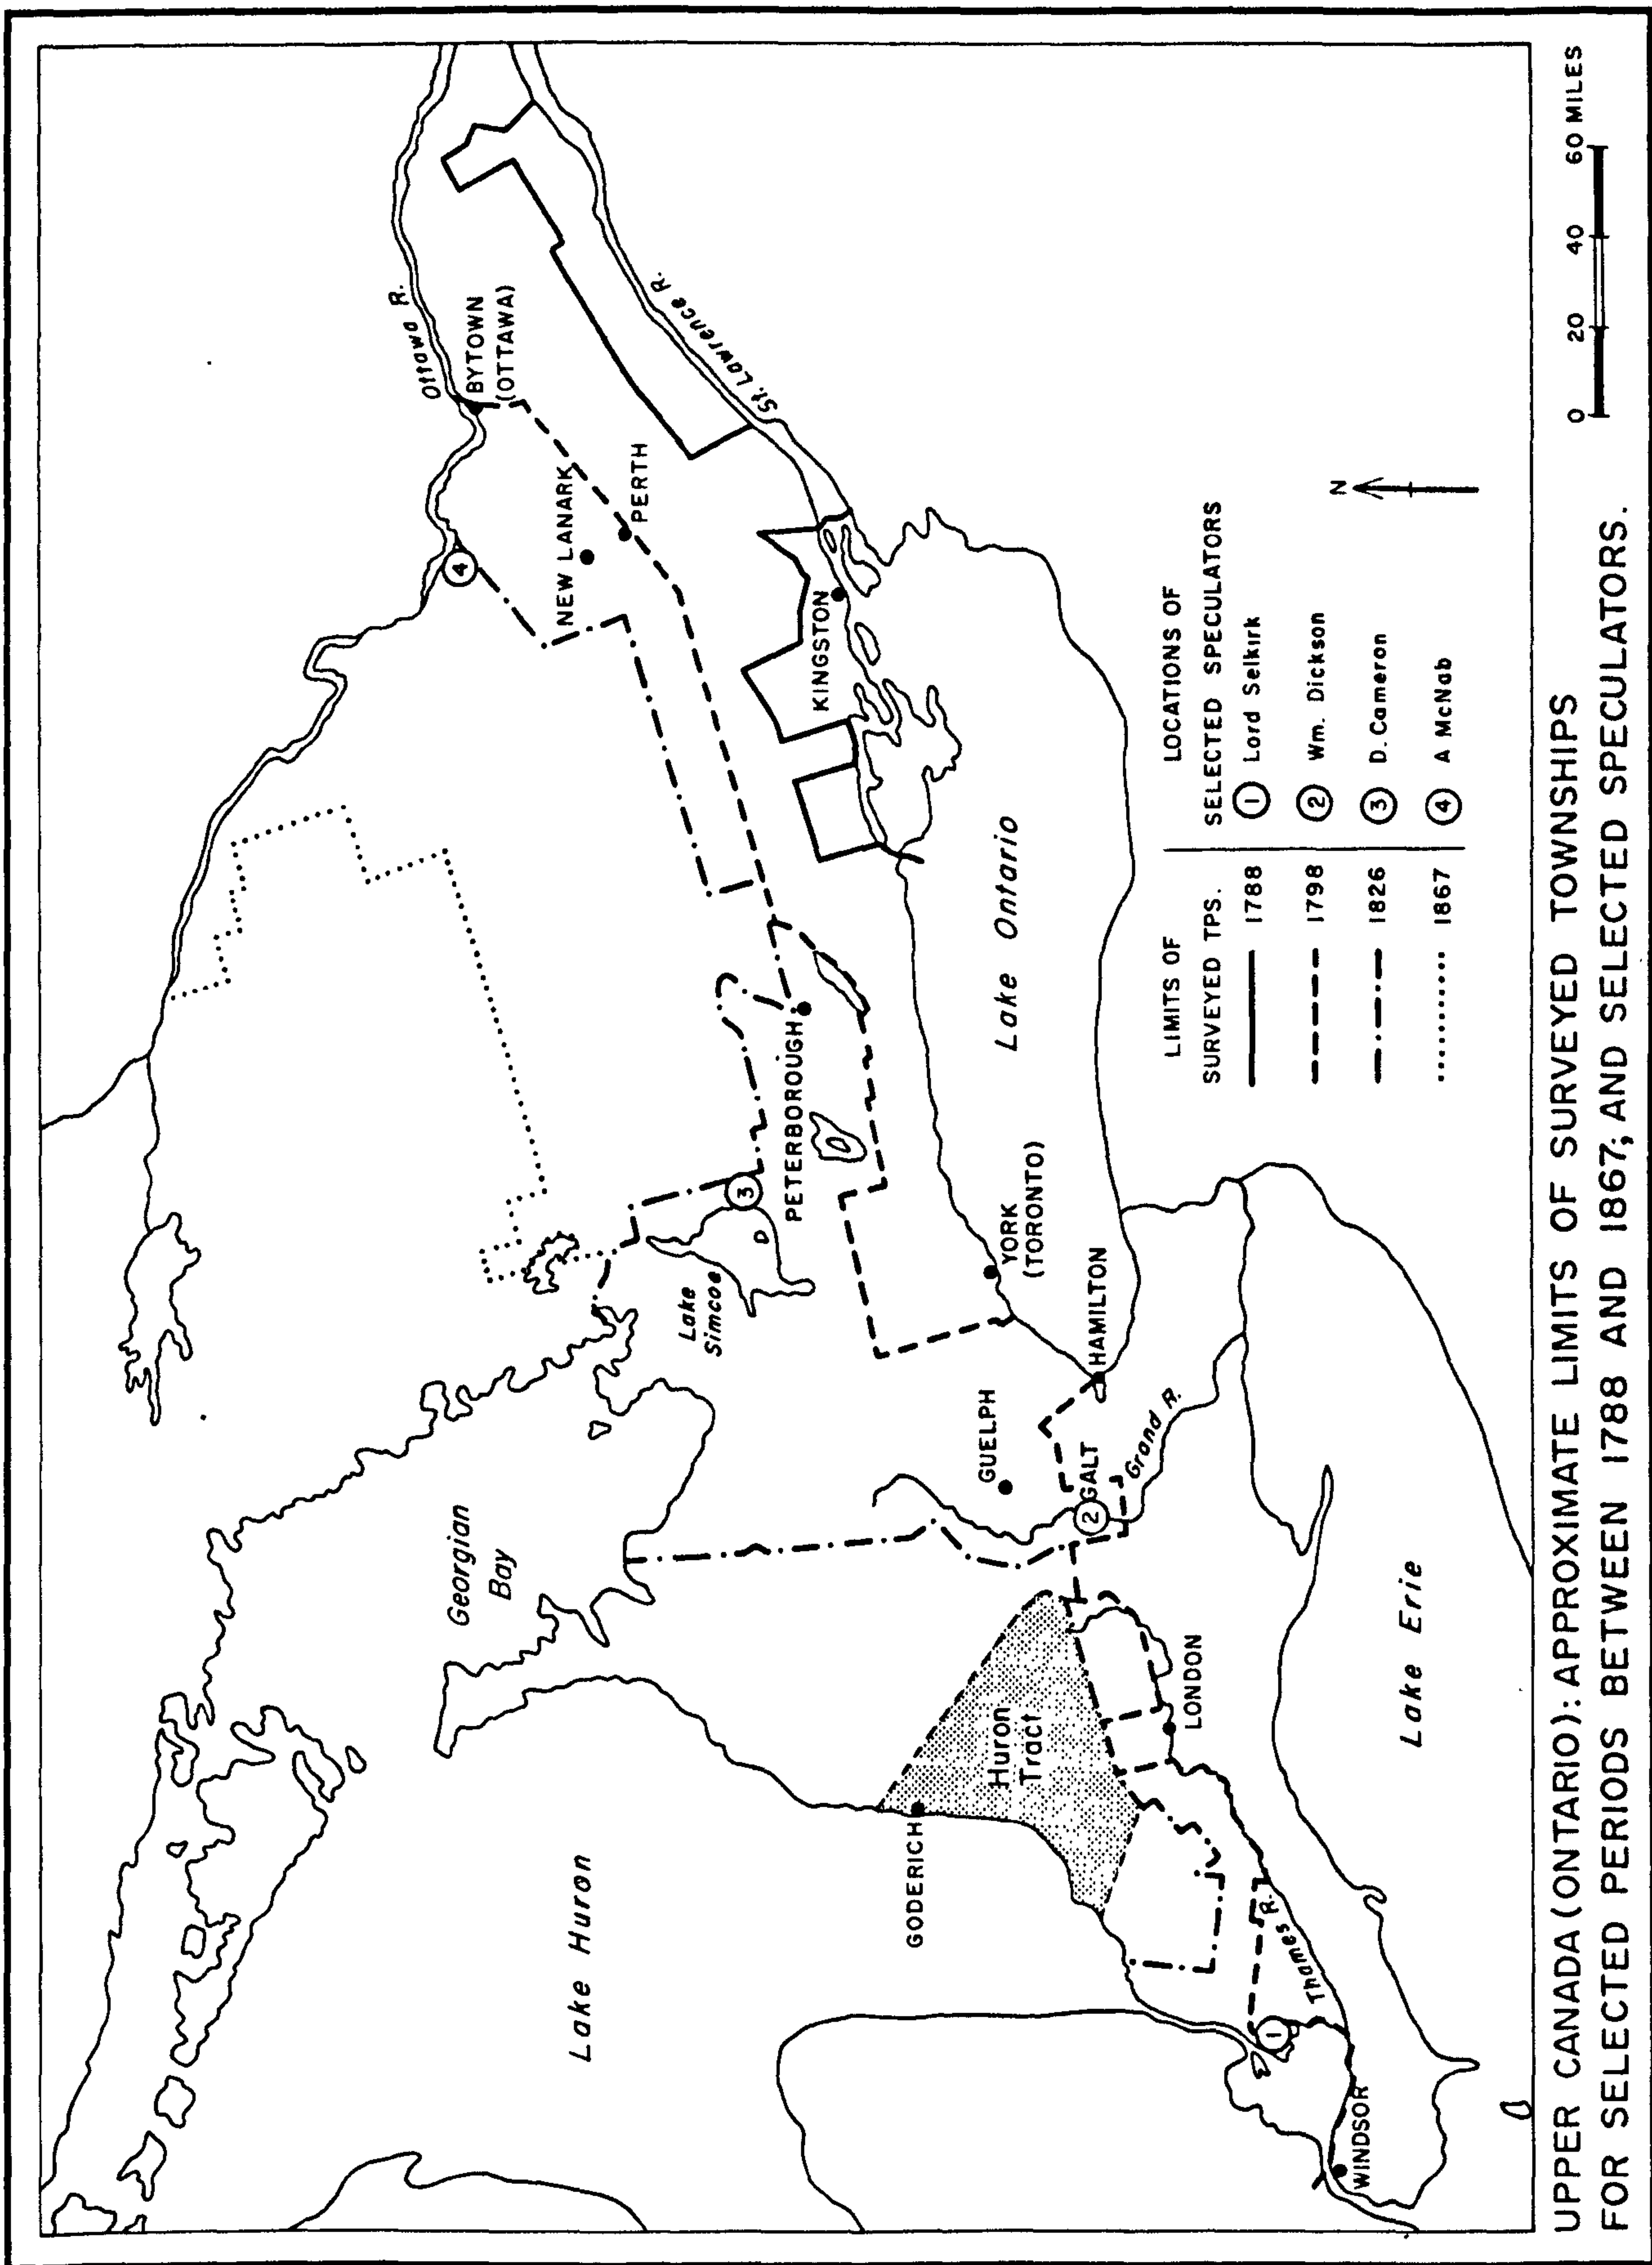 Ottawa R.
BYTOWN
(OTTAWA)
NEW LANARK
PERTH
St. Lawrence R.
KINGSTON
4
3
PETERBOROUGH
Lake
Simcoe
Georgian
Bay
Lake Huron
Lake Ontario
YORK
(TORONTO)
HAMILTON
GUELPH
GALT
2
Grand R.
Huron
Tract
GODERICH
LONDON
Thames R.
1
WINDSOR
Lake Erie
LIMITS OF
SURVEYED TPS.
1788
1798
1826
1867
LOCATIONS OF
SELECTED SPECULATORS
1 Lord Selkirk
2 Wm. Dickson
3 D. Cameron
4 A McNab
N
0 20 40 60 MILES
UPPER CANADA (ONTARIO): APPROXIMATE LIMITS OF SURVEYED TOWNSHIPS
FOR SELECTED PERIODS BETWEEN 1788 AND 1867; AND SELECTED SPECULATORS.